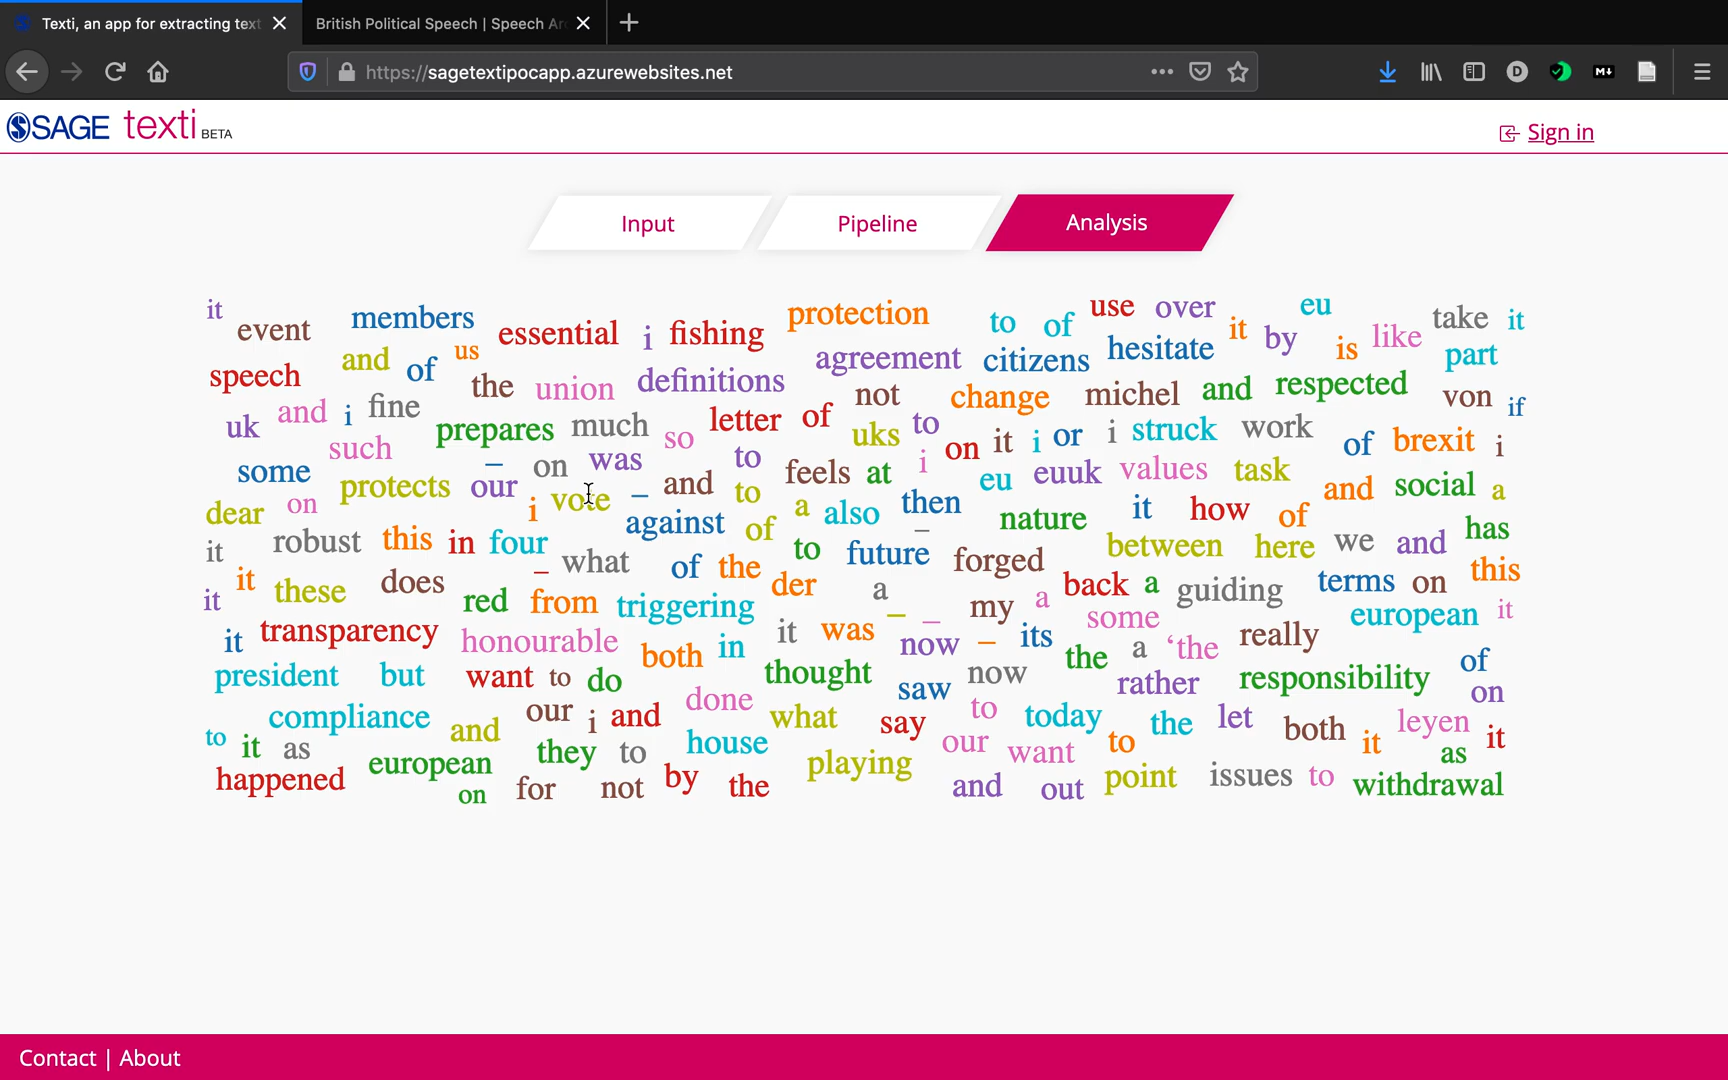 Texti, an app for extracting text
British Political Speech | Speech Ar
https://sagetextipocapp.azurewebsites.net
SAGE texti BETA
Sign in
Input
Pipeline
Analysis
it event members essential i fishing protection to of use over it by eu is like take it
speech and of us the union definitions agreement citizens hesitate part
uk and i fine prepares much so letter of not change michel and respected von if
such uks to on it i or i struck work of brexit i
some – on was to feels at i eu euuk values task
dear on protects our i vote – and to a also then nature it how of and social a
it robust this in four against of to future – forged between here we and has
it it these does – what of the der a back a guiding terms on this
red from triggering – – my a some european it
it transparency honourable both in it was now – its the a ‘the really
president but want to do thought saw now rather responsibility of on
compliance and our i and done what say to today the let both leyen it
to it as european they to house playing our want to it as
happened on for not by the and out point issues to withdrawal
Contact | About